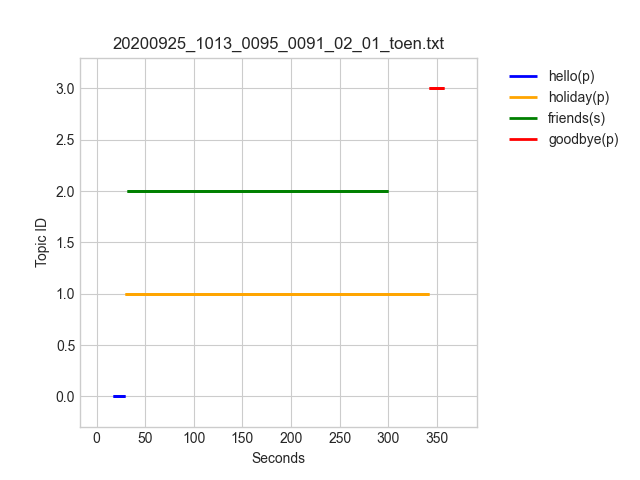 20200925_1013_0095_0091_02_01_toen.txt
hello(p)
holiday(p)
friends(s)
goodbye(p)
Topic ID
3.0
2.5
2.0
1.5
1.0
0.5
0.0
0 50 100 150 200 250 300 350
Seconds